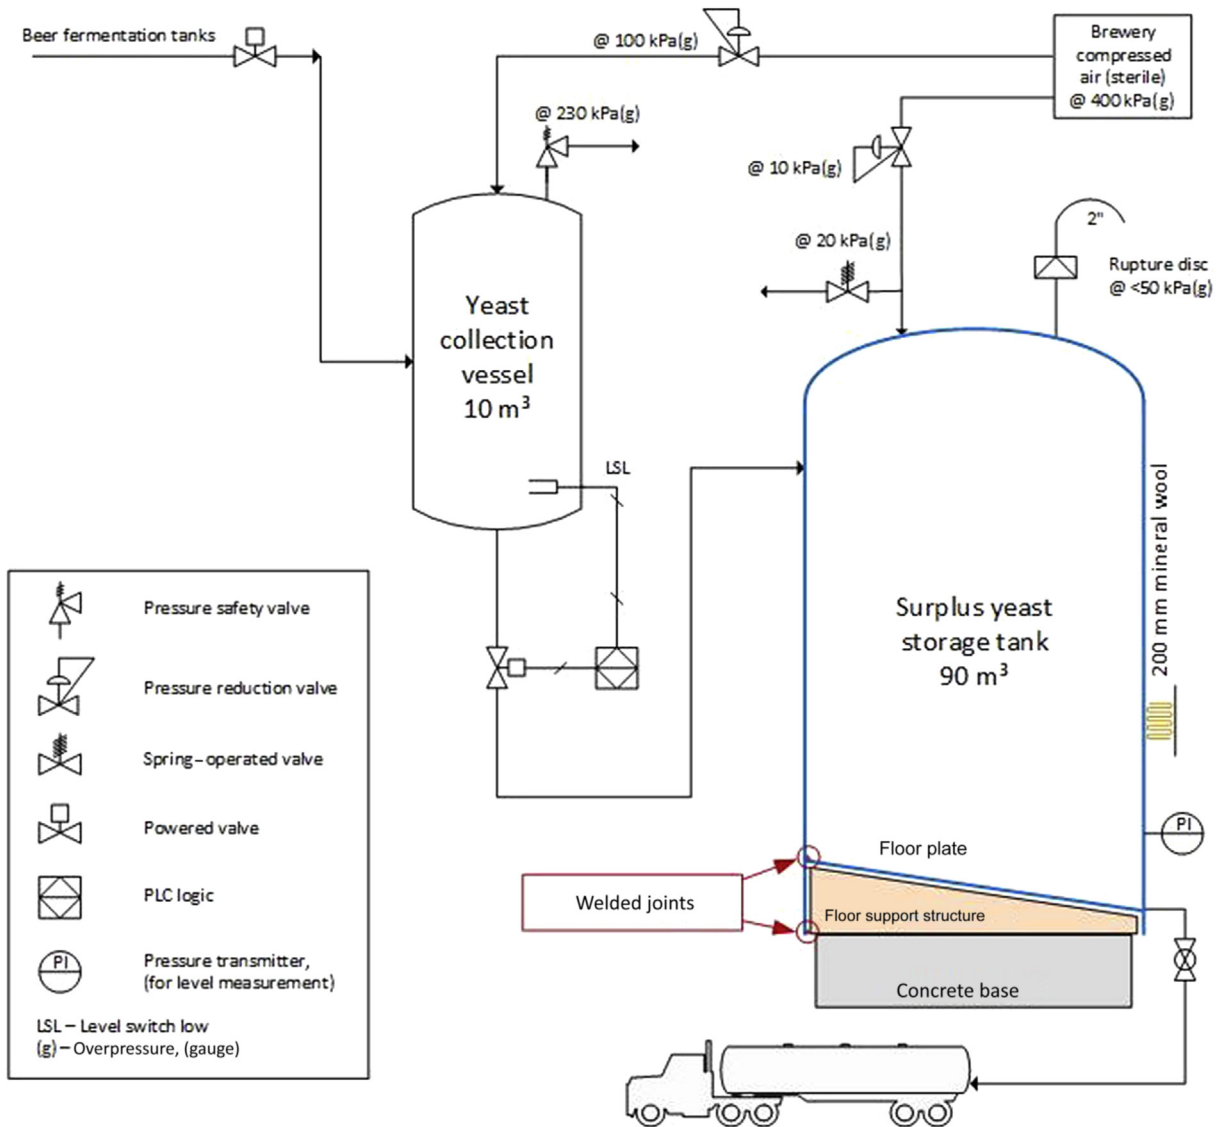 Beer fermentation tanks
@ 100 kPa(g)
Brewery
compressed
air (sterile)
@ 400 kPa(g)
@ 230 kPa(g)
@ 10 kPa(g)
@ 20 kPa(g)
2"
Rupture disc
@ <50 kPa(g)
Yeast
collection
vessel
10 m³
LSL
200 mm mineral wool
Surplus yeast
storage tank
90 m³
PI
Floor plate
Welded joints
Floor support structure
Concrete base
Pressure safety valve
Pressure reduction valve
Spring–operated valve
Powered valve
PLC logic
PI
Pressure transmitter,
(for level measurement)
LSL – Level switch low
(g) – Overpressure, (gauge)